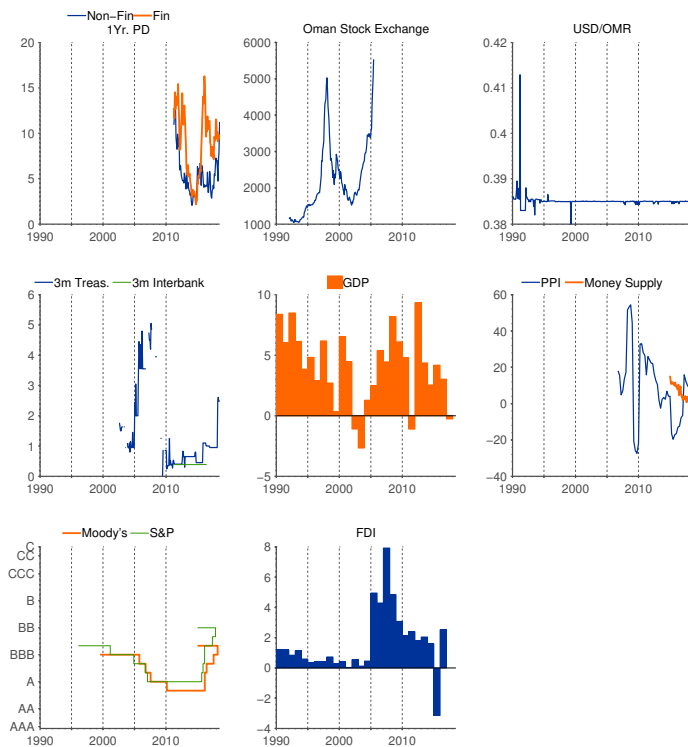 Non−Fin Fin
1Yr. PD
20
15
10
5
0
1990 2000 2010
Oman Stock Exchange
6000
5000
4000
3000
2000
1000
1990 2000 2010
USD/OMR
0.42
0.41
0.4
0.39
0.38
1990 2000 2010
3m Treas. 3m Interbank
6
5
4
3
2
1
0
1990 2000 2010
GDP
10
5
0
−5
1990 2000 2010
PPI Money Supply
60
40
20
0
−20
−40
1990 2000 2010
Moody's S&P
C
CC
CCC
B
BB
BBB
A
AA
AAA
1990 2000 2010
FDI
8
6
4
2
0
−2
−4
1990 2000 2010